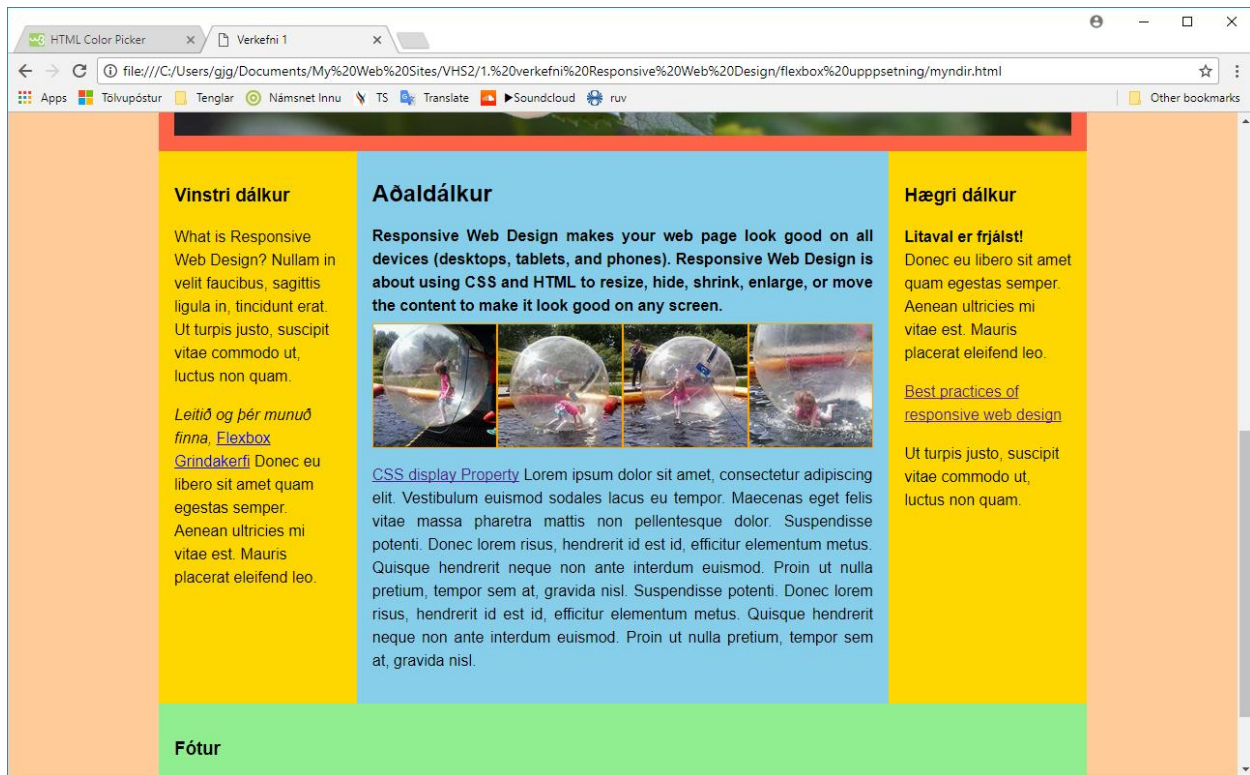 HTML Color Picker
Verkefni 1
file:///C:/Users/gjg/Documents/My%20Web%20Sites/VHS2/1.%20verkefni%20Responsive%20Web%20Design/flexbox%20upppsetning/myndir.html
Apps Tölvupóstur Tenglar Námsnet Innu TS Translate ▶Soundcloud ruv Other bookmarks
Vinstri dálkur
What is Responsive
Web Design? Nullam in
velit faucibus, sagittis
ligula in, tincidunt erat.
Ut turpis justo, suscipit
vitae commodo ut,
luctus non quam.
Leitið og þér munuð
finna, Flexbox
Grindakerfi Donec eu
libero sit amet quam
egestas semper.
Aenean ultricies mi
vitae est. Mauris
placerat eleifend leo.
Aðaldálkur
Responsive Web Design makes your web page look good on all
devices (desktops, tablets, and phones). Responsive Web Design is
about using CSS and HTML to resize, hide, shrink, enlarge, or move
the content to make it look good on any screen.
CSS display Property Lorem ipsum dolor sit amet, consectetur adipiscing
elit. Vestibulum euismod sodales lacus eu tempor. Maecenas eget felis
vitae massa pharetra mattis non pellentesque dolor. Suspendisse
potenti. Donec lorem risus, hendrerit id est id, efficitur elementum metus.
Quisque hendrerit neque non ante interdum euismod. Proin ut nulla
pretium, tempor sem at, gravida nisl. Suspendisse potenti. Donec lorem
risus, hendrerit id est id, efficitur elementum metus. Quisque hendrerit
neque non ante interdum euismod. Proin ut nulla pretium, tempor sem
at, gravida nisl.
Hægri dálkur
Litaval er frjálst!
Donec eu libero sit amet
quam egestas semper.
Aenean ultricies mi
vitae est. Mauris
placerat eleifend leo.
Best practices of
responsive web design
Ut turpis justo, suscipit
vitae commodo ut,
luctus non quam.
Fótur